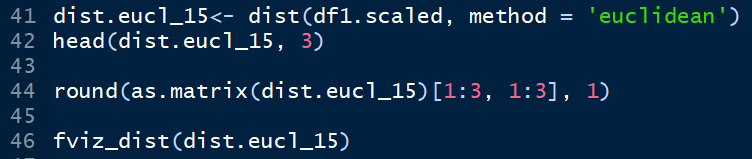 41 dist.eucl_15<- dist(df1.scaled, method = 'euclidean')
42 head(dist.eucl_15, 3)
43
44 round(as.matrix(dist.eucl_15)[1:3, 1:3], 1)
45
46 fviz_dist(dist.eucl_15)